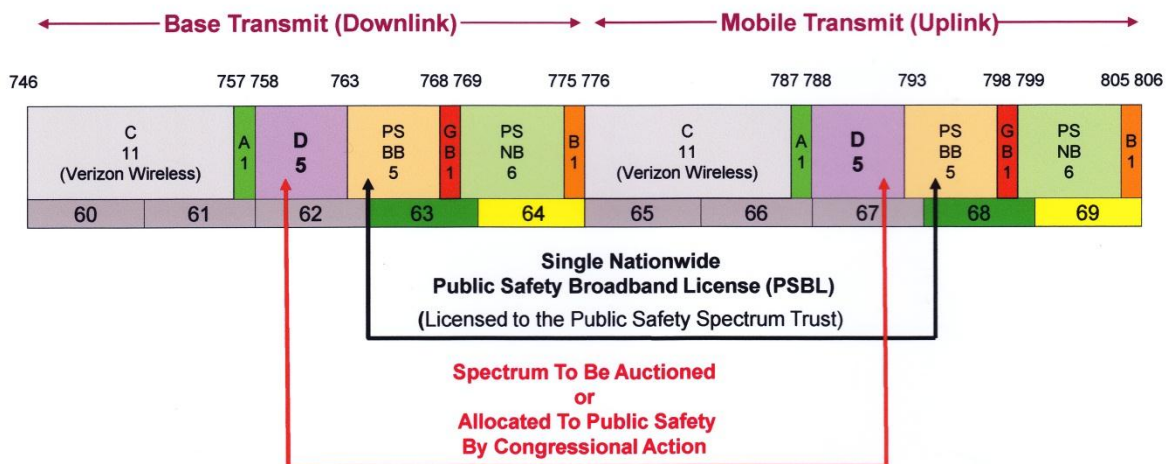 Base Transmit (Downlink) Mobile Transmit (Uplink)
746 757 758 763 768 769 775 776 787 788 793 798 799 805 806
C
11
(Verizon Wireless)
A
1
D
5
PS
BB
5
G
B
1
PS
NB
6
B
1
C
11
(Verizon Wireless)
A
1
D
5
PS
BB
5
G
B
1
PS
NB
6
B
1
60 61 62 63 64 65 66 67 68 69
Single Nationwide
Public Safety Broadband License (PSBL)
(Licensed to the Public Safety Spectrum Trust)
Spectrum To Be Auctioned
or
Allocated To Public Safety
By Congressional Action